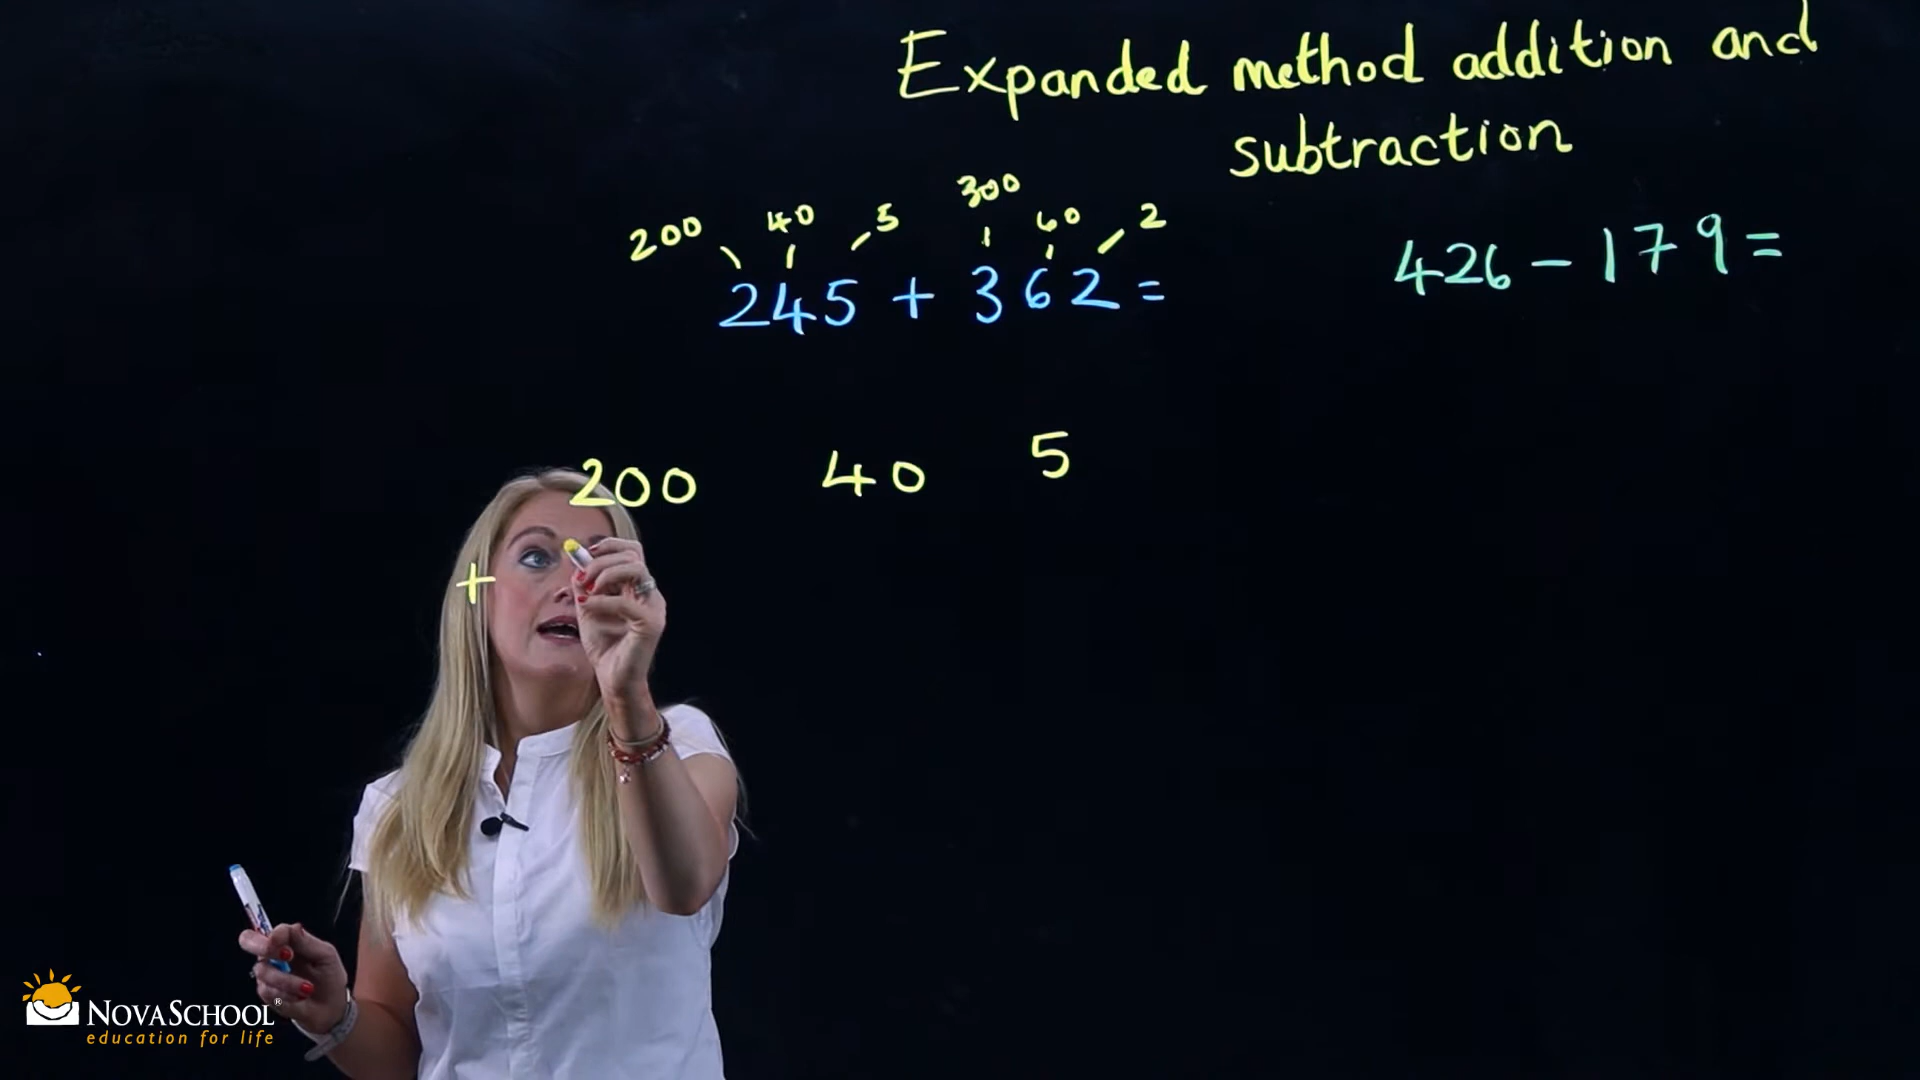 Expanded method addition and
subtraction
200 40 5 300 60 2
245 + 362 =
426 - 179 =
200 40 5
+
NOVASCHOOL®
education for life